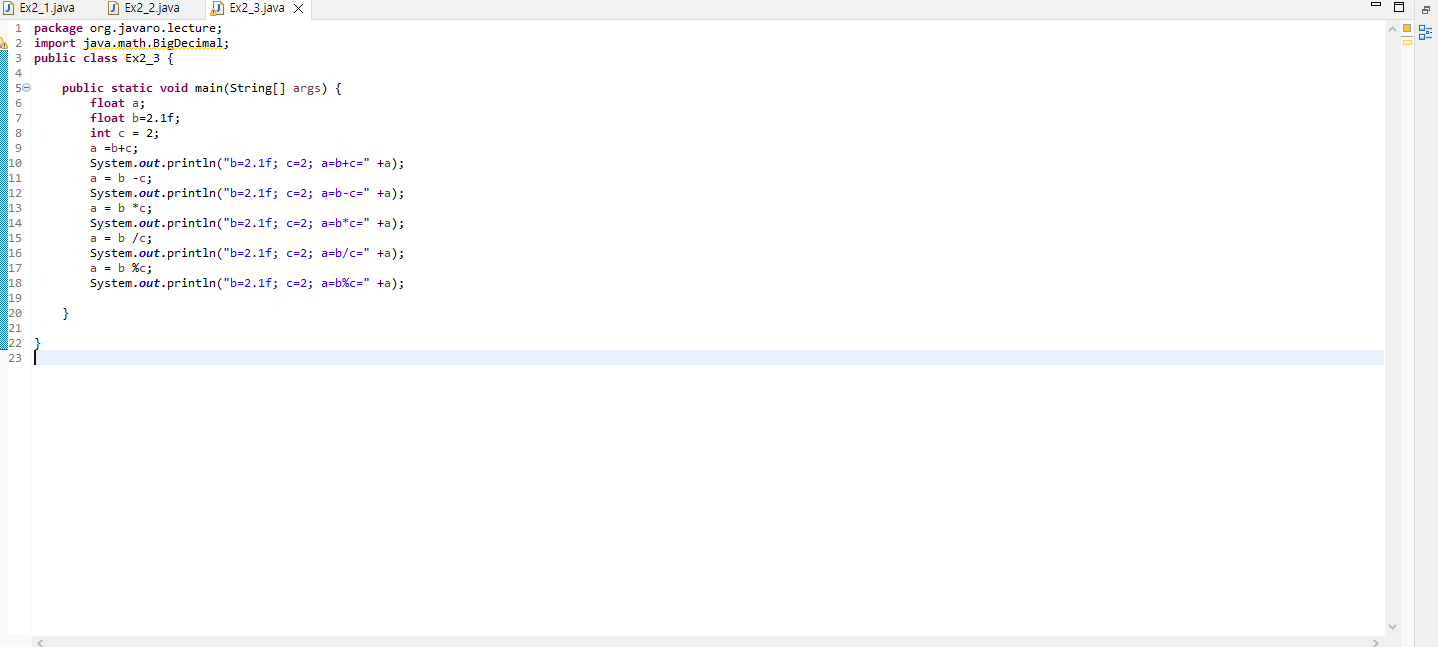 Ex2_1.java Ex2_2.java Ex2_3.java
1 package org.javaro.lecture;
2 import java.math.BigDecimal;
3 public class Ex2_3 {
4
5 public static void main(String[] args) {
6 float a;
7 float b=2.1f;
8 int c = 2;
9 a =b+c;
10 System.out.println("b=2.1f; c=2; a=b+c=" +a);
11 a = b -c;
12 System.out.println("b=2.1f; c=2; a=b-c=" +a);
13 a = b *c;
14 System.out.println("b=2.1f; c=2; a=b*c=" +a);
15 a = b /c;
16 System.out.println("b=2.1f; c=2; a=b/c=" +a);
17 a = b %c;
18 System.out.println("b=2.1f; c=2; a=b%c=" +a);
19
20 }
21
22 }
23